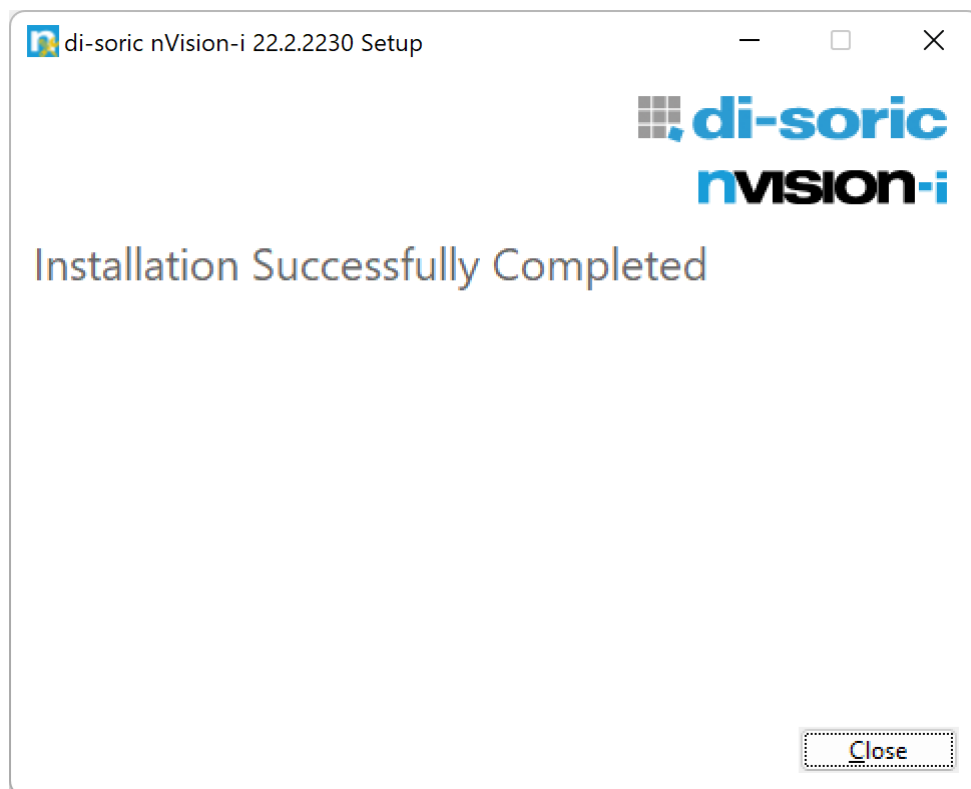 di-soric nVision-i 22.2.2230 Setup
di-soric
nvision-i
Installation Successfully Completed
Close